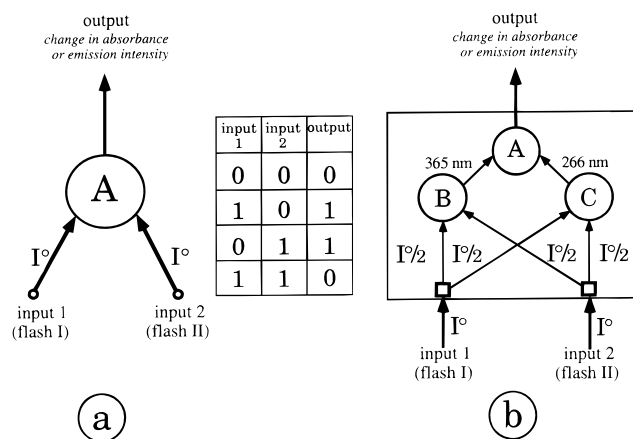 output
change in absorbance
or emission intensity
A
I° I°
input 1 input 2
(flash I) (flash II)
a
input 1 input 2 output
0 0 0
1 0 1
0 1 1
1 1 0
output
change in absorbance
or emission intensity
A
365 nm 266 nm
B C
I°/2 I°/2 I°/2 I°/2
I° I°
input 1 input 2
(flash I) (flash II)
b